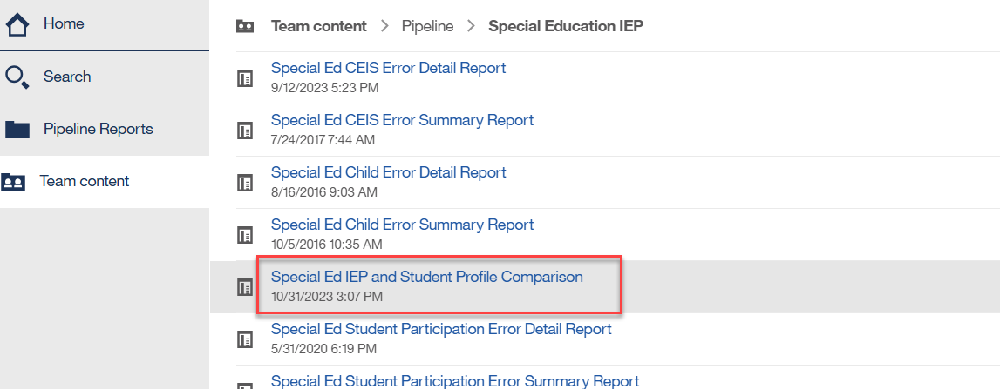 Home
Search
Pipeline Reports
Team content
Team content > Pipeline > Special Education IEP
Special Ed CEIS Error Detail Report
9/12/2023 5:23 PM
Special Ed CEIS Error Summary Report
7/24/2017 7:44 AM
Special Ed Child Error Detail Report
8/16/2016 9:03 AM
Special Ed Child Error Summary Report
10/5/2016 10:35 AM
Special Ed IEP and Student Profile Comparison
10/31/2023 3:07 PM
Special Ed Student Participation Error Detail Report
5/31/2020 6:19 PM
Special Ed Student Participation Error Summary Report